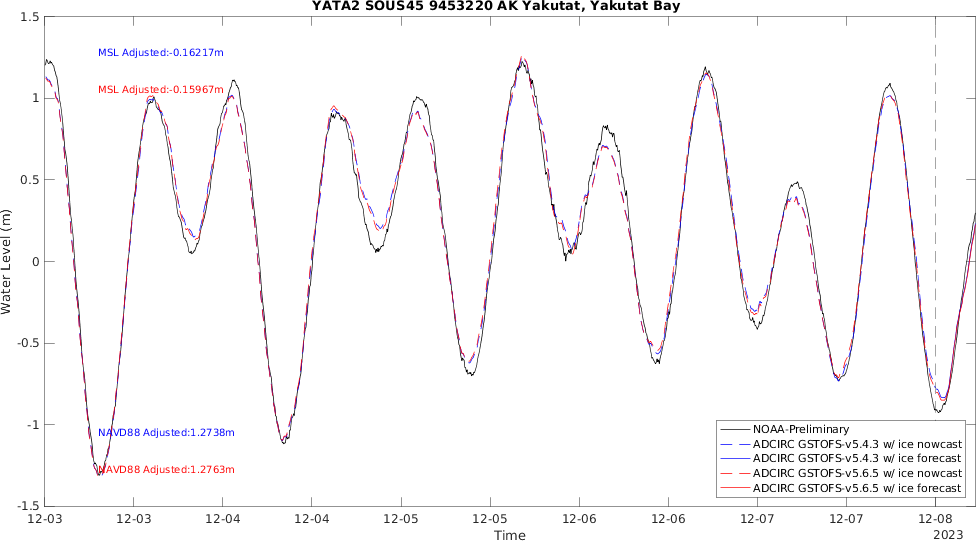 YATA2 SOUS45 9453220 AK Yakutat, Yakutat Bay
1.5
1
0.5
0
-0.5
-1
-1.5
Water Level (m)
MSL Adjusted:-0.16217m
MSL Adjusted:-0.15967m
NAVD88 Adjusted:1.2738m
NAVD88 Adjusted:1.2763m
NOAA-Preliminary
ADCIRC GSTOFS-v5.4.3 w/ ice nowcast
ADCIRC GSTOFS-v5.4.3 w/ ice forecast
ADCIRC GSTOFS-v5.6.5 w/ ice nowcast
ADCIRC GSTOFS-v5.6.5 w/ ice forecast
12-03 12-03 12-04 12-04 12-05 12-05 12-06 12-06 12-07 12-07 12-08
Time
2023